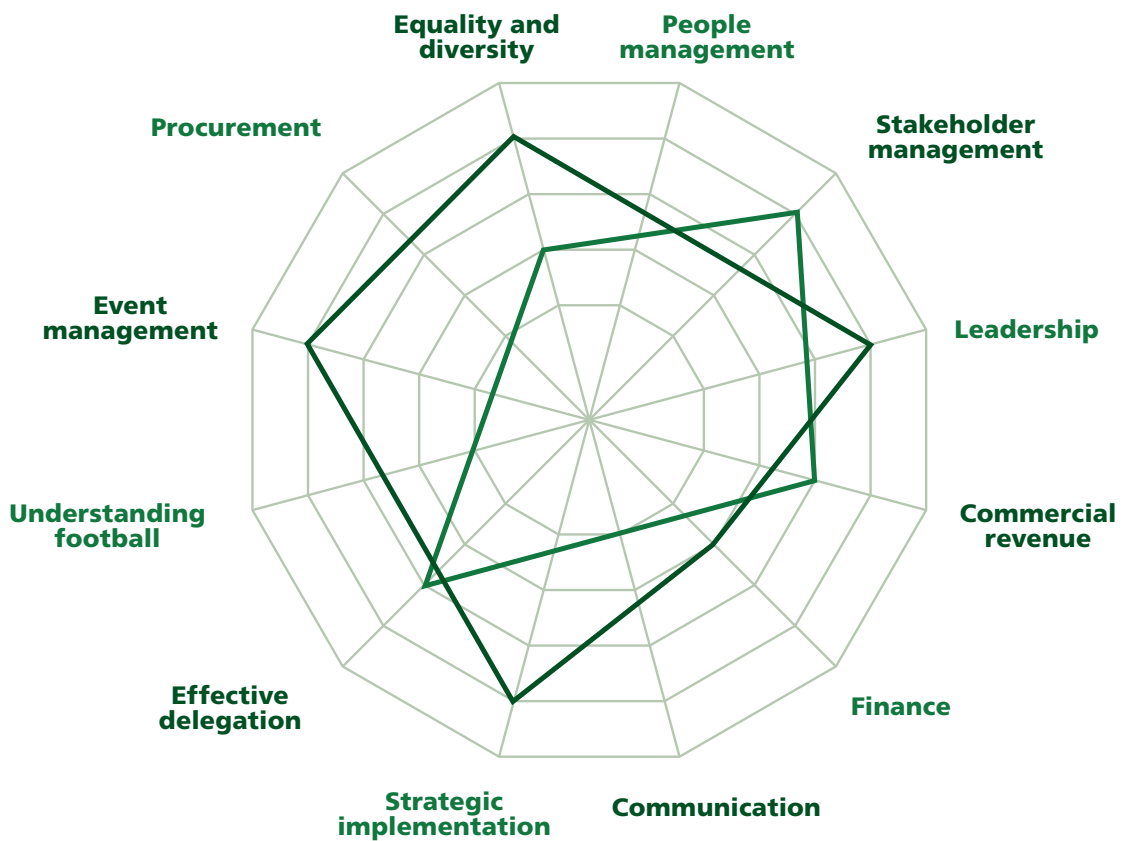 Equality and
diversity
People
management
Stakeholder
management
Leadership
Commercial
revenue
Finance
Communication
Strategic
implementation
Effective
delegation
Understanding
football
Event
management
Procurement